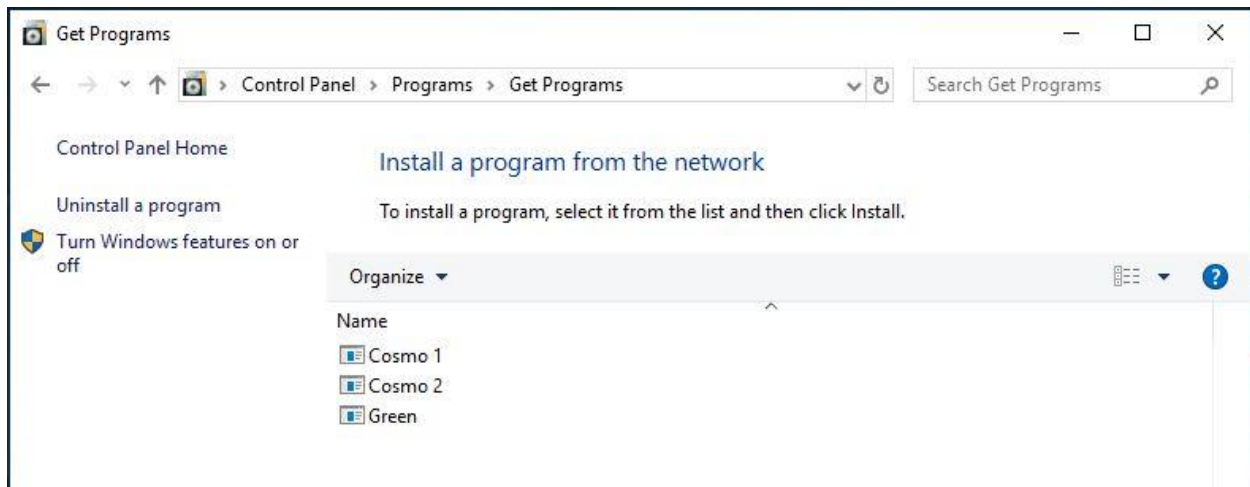 Get Programs
Control Panel > Programs > Get Programs
Search Get Programs
Control Panel Home
Uninstall a program
Turn Windows features on or
off
Install a program from the network
To install a program, select it from the list and then click Install.
Organize
?
Name
Cosmo 1
Cosmo 2
Green